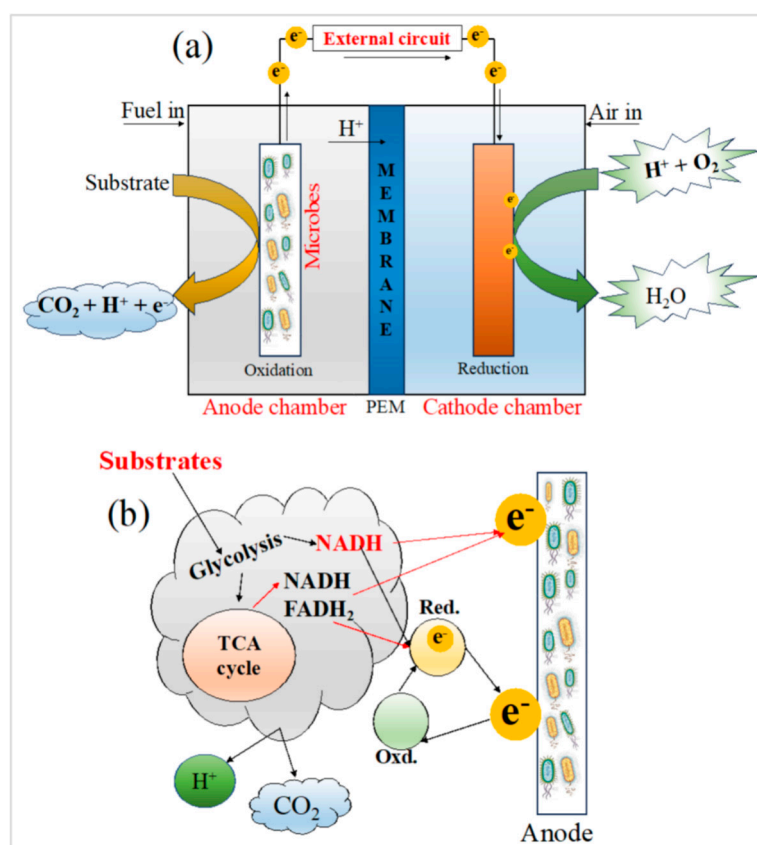 (a)
External circuit
e-
e-
e-
e-
Fuel in
H+
Air in
Substrate
Microbes
MEMBRANE
e-
e-
H+ + O2
CO2 + H+ + e-
H2O
Oxidation
Reduction
Anode chamber
PEM
Cathode chamber
Substrates
(b)
e-
Glycolysis
NADH
NADH
FADH2
Red.
e-
TCA
cycle
e-
Oxd.
H+
CO2
Anode